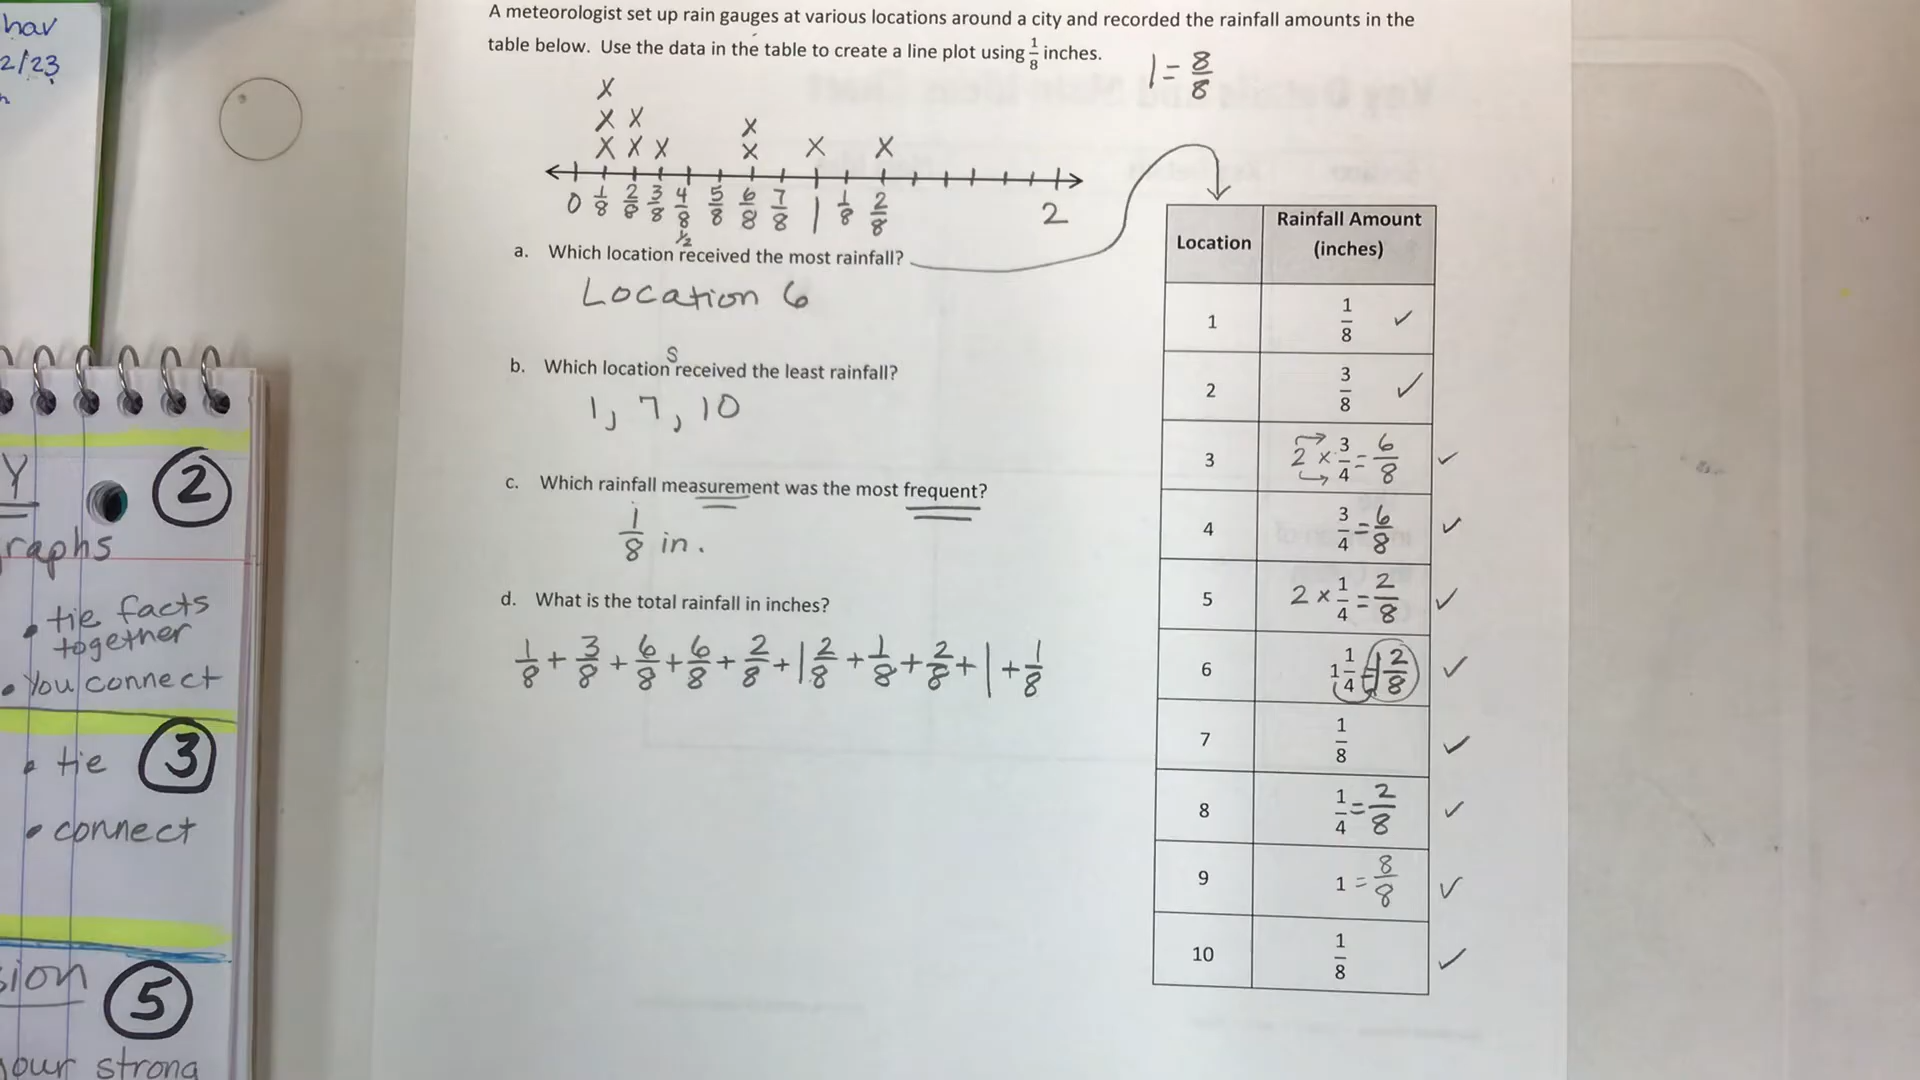 har
2/23
A meteorologist set up rain gauges at various locations around a city and recorded the rainfall amounts in the
table below. Use the data in the table to create a line plot using 1/8 inches.
1 = 8/8
X
X X X
X X X X X X
0 1/8 2/8 3/8 4/8 5/8 6/8 7/8 1 1/8 2/8 2
1/2
a. Which location received the most rainfall?
Location 6
b. Which locations received the least rainfall?
1, 7, 10
c. Which rainfall measurement was the most frequent?
1/8 in.
d. What is the total rainfall in inches?
1/8 + 3/8 + 6/8 + 6/8 + 2/8 + 1 2/8 + 1/8 + 2/8 + 1 + 1/8
Location Rainfall Amount (inches)
1 1/8 ✓
2 3/8 ✓
3 2 × 3/4 = 6/8 ✓
4 3/4 = 6/8 ✓
5 2 × 1/4 = 2/8 ✓
6 1 1/4 = 1 2/8 ✓
7 1/8 ✓
8 1/4 = 2/8 ✓
9 1 = 8/8 ✓
10 1/8 ✓
Y 2
raphs
• tie facts
together
• You connect
• tie 3
• connect
sion 5
your strong